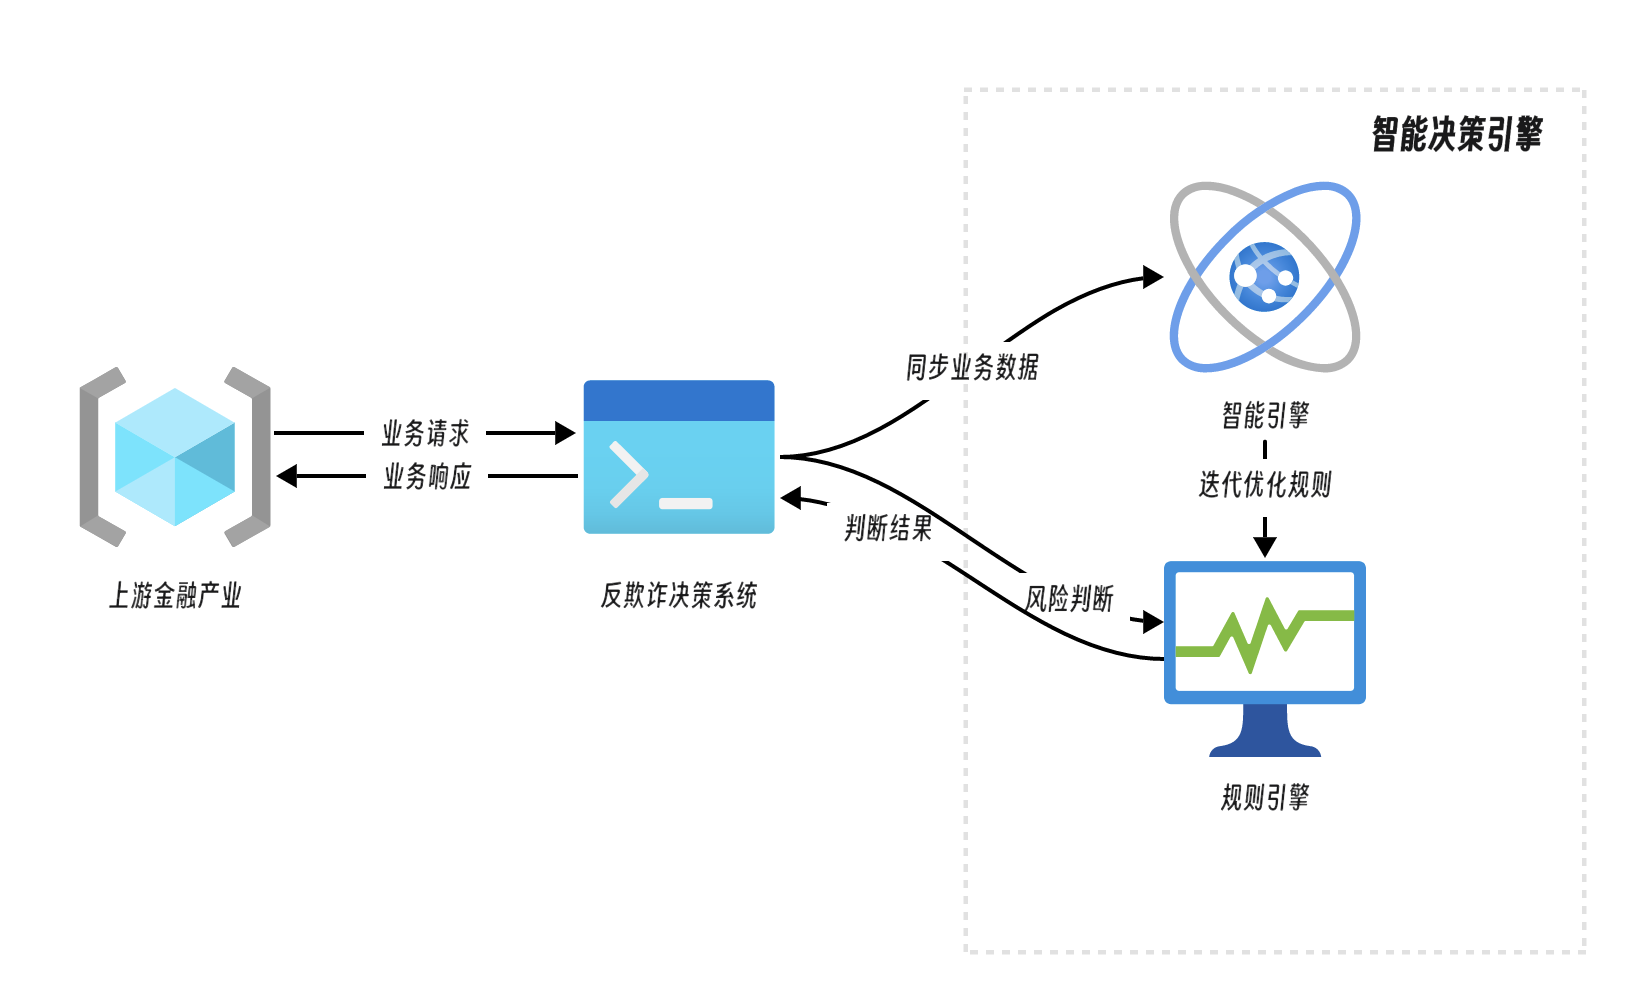 智能决策引擎
同步业务数据
智能引擎
业务请求
业务响应
迭代优化规则
判断结果
上游金融产业
反欺诈决策系统
风险判断
规则引擎